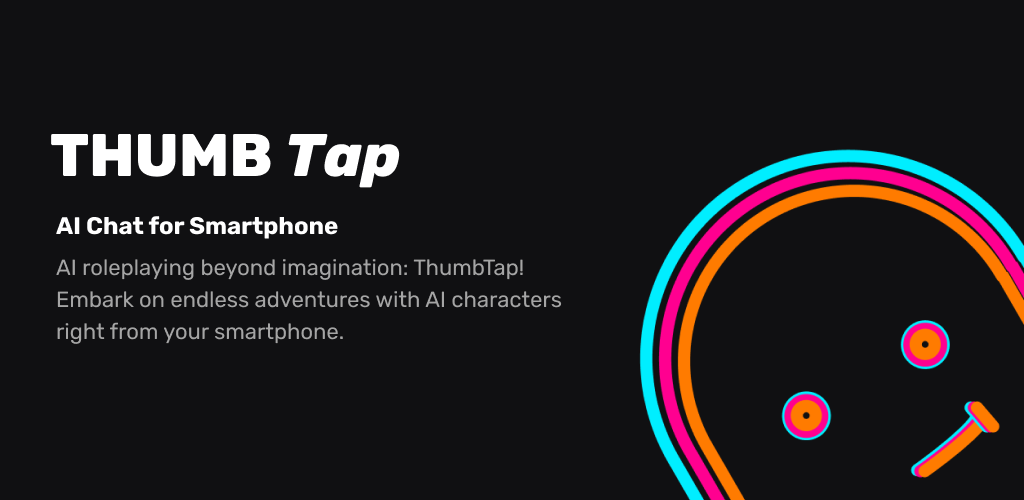 THUMB Tap
AI Chat for Smartphone
AI roleplaying beyond imagination: ThumbTap!
Embark on endless adventures with AI characters
right from your smartphone.